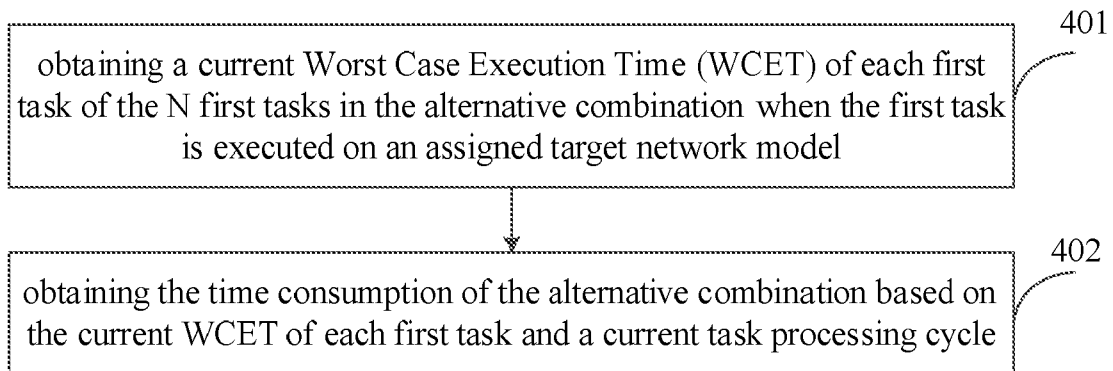 401
obtaining a current Worst Case Execution Time (WCET) of each first
task of the N first tasks in the alternative combination when the first task
is executed on an assigned target network model
402
obtaining the time consumption of the alternative combination based on
the current WCET of each first task and a current task processing cycle